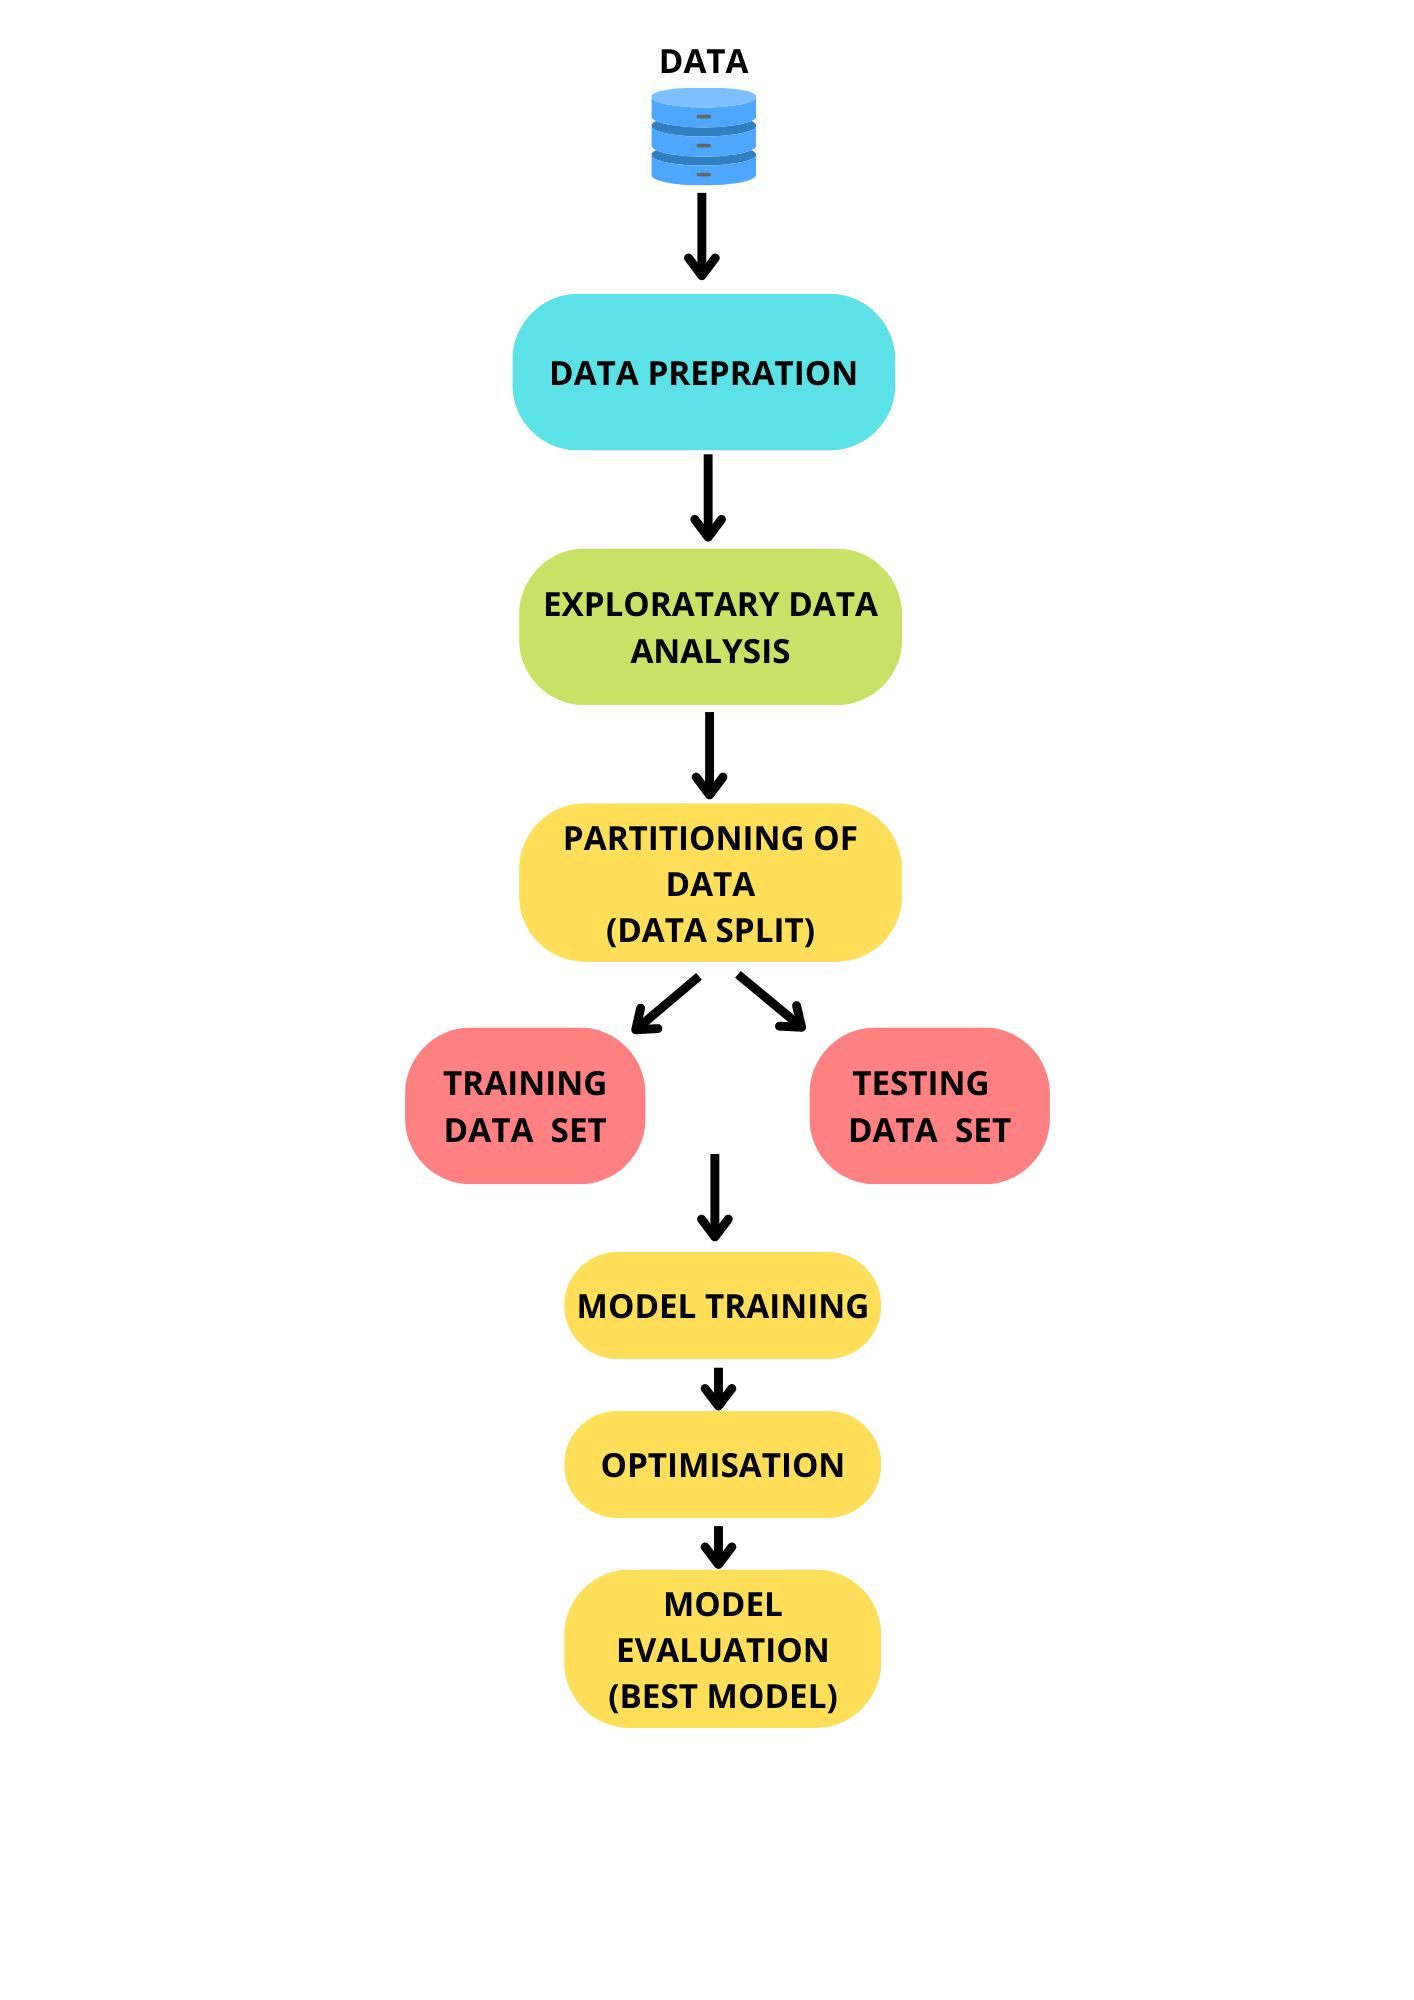 DATA
DATA PREPRATION
EXPLORATARY DATA
ANALYSIS
PARTITIONING OF
DATA
(DATA SPLIT)
TRAINING
DATA SET
TESTING
DATA SET
MODEL TRAINING
OPTIMISATION
MODEL
EVALUATION
(BEST MODEL)